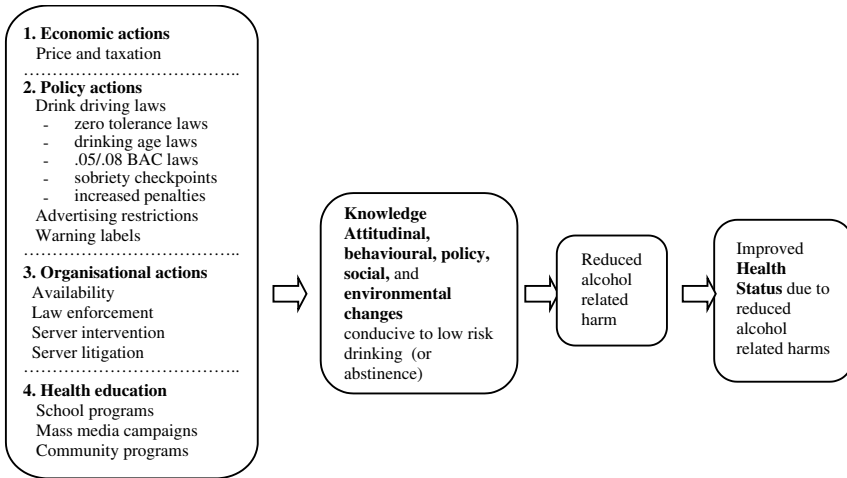 1. Economic actions
Price and taxation
…………………………………..
2. Policy actions
Drink driving laws
- zero tolerance laws
- drinking age laws
- .05/.08 BAC laws
- sobriety checkpoints
- increased penalties
Advertising restrictions
Warning labels
…………………………………..
3. Organisational actions
Availability
Law enforcement
Server intervention
Server litigation
…………………………………..
4. Health education
School programs
Mass media campaigns
Community programs
Knowledge
Attitudinal,
behavioural, policy,
social, and
environmental
changes
conducive to low risk
drinking (or
abstinence)
Reduced
alcohol
related
harm
Improved
Health
Status due to
reduced
alcohol
related harms